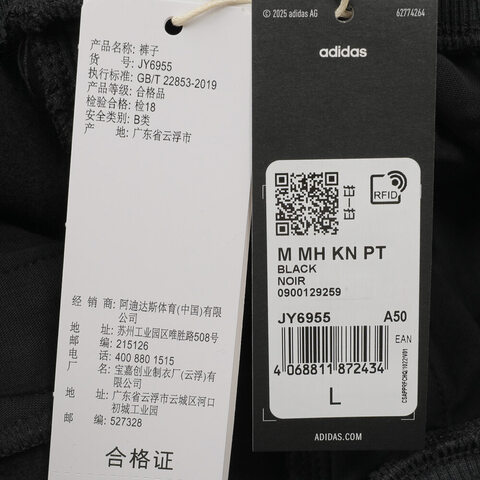 产品名称: 裤子
货 号: JY6955
执行标准: GB/T 22853-2019
产品等级: 合格品
检验合格: 检18
安全类别: B类
产 地: 广东省云浮市
经 销 商: 阿迪达斯体育(中国)有限
公司
地 址: 苏州工业园区唯胜路508号
邮 编: 215126
电 话: 400 880 1515
厂 名: 宝嘉创业制衣厂(云浮)有
限公司
地 址: 广东省云浮市云城区河口
初城工业园
邮 编: 527328
合格证
© 2025 adidas AG 62774264
adidas
RFID
M MH KN PT
BLACK
NOIR
0900129259
JY6955 A50
EAN
4 068811 872434
L
ADIDAS.COM